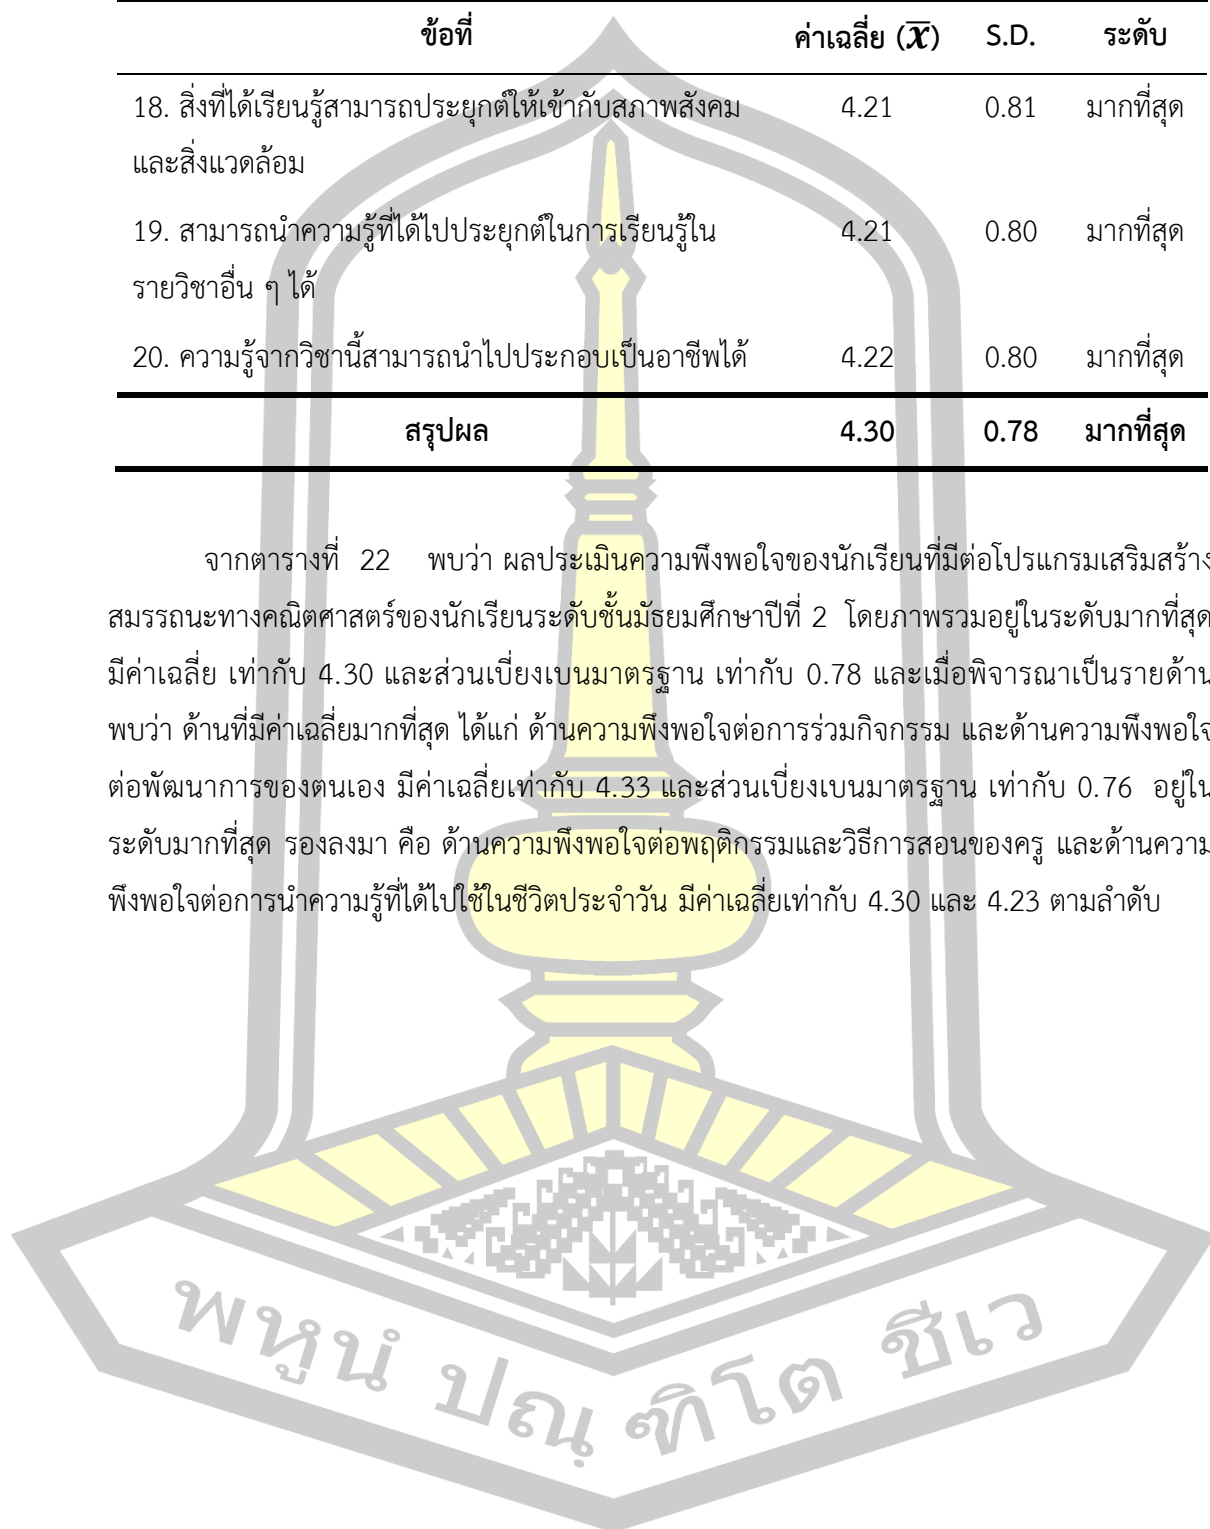 ข้อที่ ค่าเฉลี่ย (x̅) S.D. ระดับ
18. สิ่งที่ได้เรียนรู้สามารถประยุกต์ให้เข้ากับสภาพสังคม 4.21 0.81 มากที่สุด
และสิ่งแวดล้อม
19. สามารถนำความรู้ที่ได้ไปประยุกต์ในการเรียนรู้ใน 4.21 0.80 มากที่สุด
รายวิชาอื่น ๆ ได้
20. ความรู้จากวิชานี้สามารถนำไปประกอบเป็นอาชีพได้ 4.22 0.80 มากที่สุด
สรุปผล 4.30 0.78 มากที่สุด
จากตารางที่ 22 พบว่า ผลประเมินความพึงพอใจของนักเรียนที่มีต่อโปรแกรมเสริมสร้าง
สมรรถนะทางคณิตศาสตร์ของนักเรียนระดับชั้นมัธยมศึกษาปีที่ 2 โดยภาพรวมอยู่ในระดับมากที่สุด
มีค่าเฉลี่ย เท่ากับ 4.30 และส่วนเบี่ยงเบนมาตรฐาน เท่ากับ 0.78 และเมื่อพิจารณาเป็นรายด้าน
พบว่า ด้านที่มีค่าเฉลี่ยมากที่สุด ได้แก่ ด้านความพึงพอใจต่อการร่วมกิจกรรม และด้านความพึงพอใจ
ต่อพัฒนาการของตนเอง มีค่าเฉลี่ยเท่ากับ 4.33 และส่วนเบี่ยงเบนมาตรฐาน เท่ากับ 0.76 อยู่ใน
ระดับมากที่สุด รองลงมา คือ ด้านความพึงพอใจต่อพฤติกรรมและวิธีการสอนของครู และด้านความ
พึงพอใจต่อการนำความรู้ที่ได้ไปใช้ในชีวิตประจำวัน มีค่าเฉลี่ยเท่ากับ 4.30 และ 4.23 ตามลำดับ
พหูนํ ปณฺฑิโต ชีเว